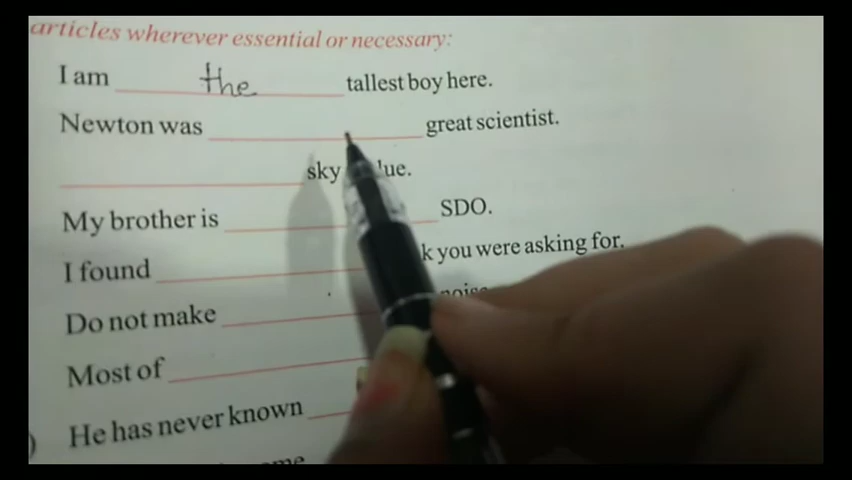 articles wherever essential or necessary:
I am the tallest boy here.
Newton was great scientist.
sky
My brother is SDO.
I found you were asking for.
Do not make noise
Most of
He has never known